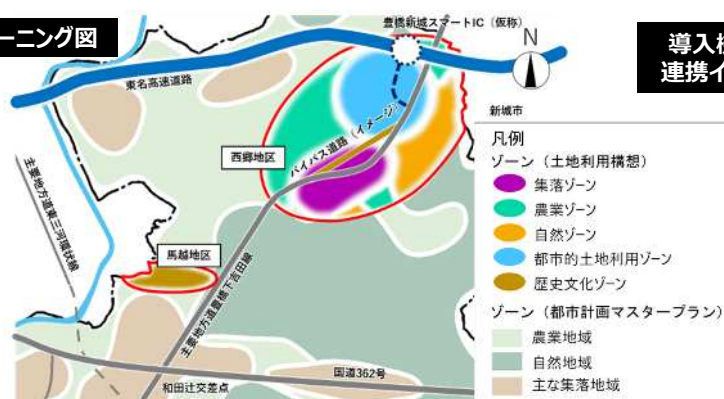 ーニング図
豊橋新城スマートIC（仮称）
N
導入機
連携イ
東名高速道路
新城市
バイパス道路（イメージ）
西郷地区
主要地方道東三河環状線
馬越地区
主要地方道豊橋下吉田線
国道362号
和田辻交差点
凡例
ゾーン（土地利用構想）
集落ゾーン
農業ゾーン
自然ゾーン
都市的土地利用ゾーン
歴史文化ゾーン
ゾーン（都市計画マスタープラン）
農業地域
自然地域
主な集落地域